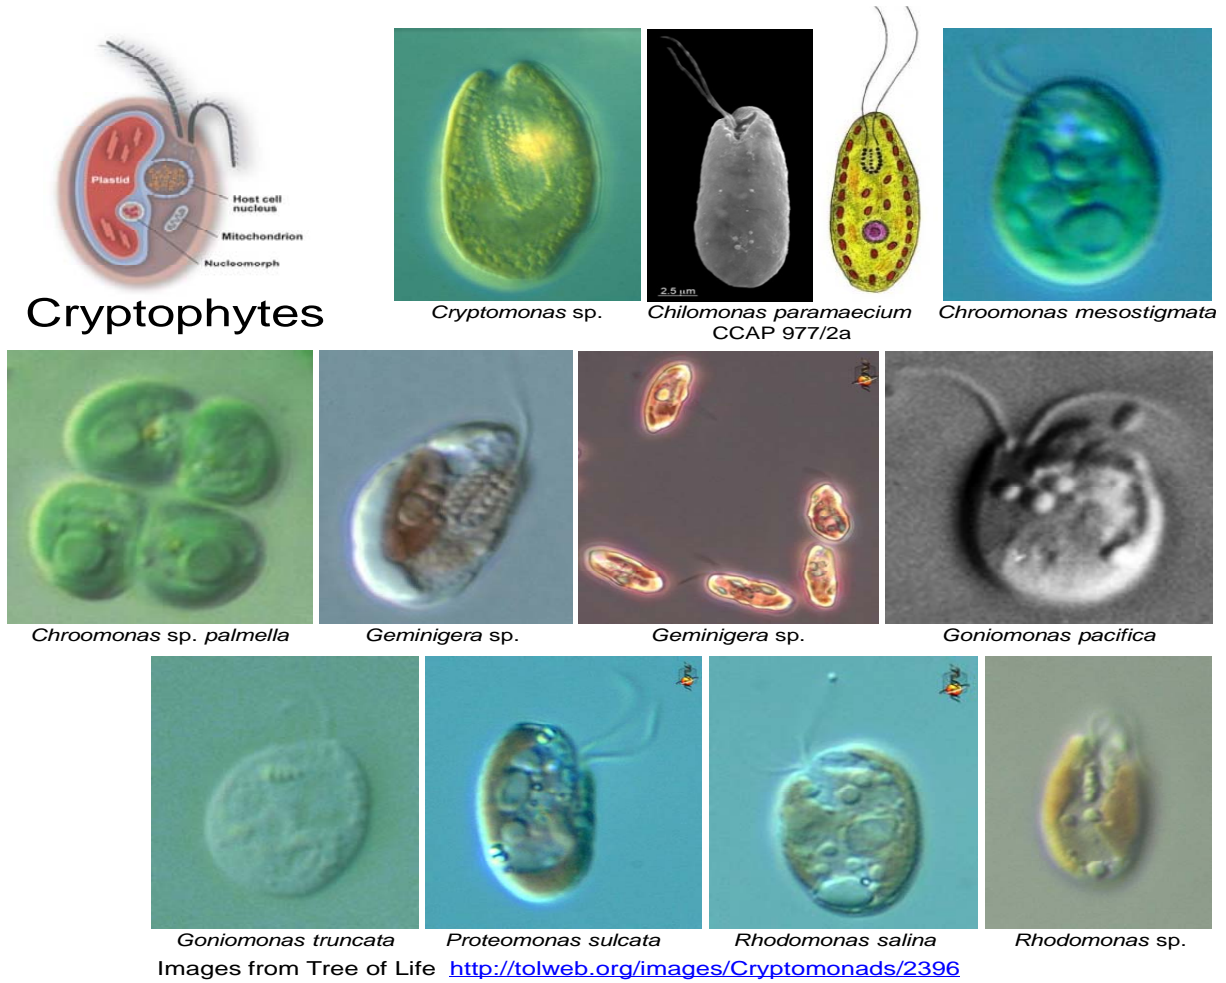 Plastid
Host cell
nucleus
Mitochondrion
Nucleomorph
Cryptophytes
2.5 µm
Cryptomonas sp.
Chilomonas paramaecium
CCAP 977/2a
Chroomonas mesostigmata
Chroomonas sp. palmella
Geminigera sp.
Geminigera sp.
Goniomonas pacifica
Goniomonas truncata
Proteomonas sulcata
Rhodomonas salina
Rhodomonas sp.
Images from Tree of Life http://tolweb.org/images/Cryptomonads/2396